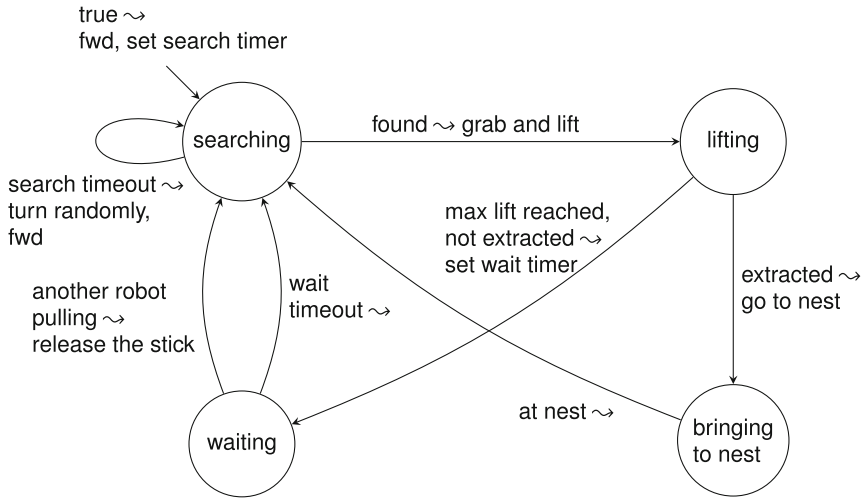 true ⤳
fwd, set search timer
searching
found ⤳ grab and lift
lifting
search timeout ⤳
turn randomly,
fwd
max lift reached,
not extracted ⤳
set wait timer
extracted ⤳
go to nest
another robot
pulling ⤳
release the stick
wait
timeout ⤳
at nest ⤳
waiting
bringing
to nest